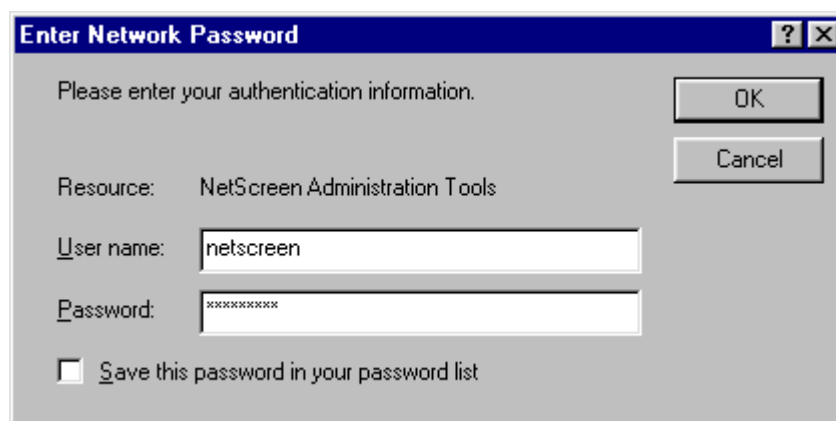 Enter Network Password
Please enter your authentication information.
OK
Cancel
Resource: NetScreen Administration Tools
User name: netscreen
Password: *********
Save this password in your password list